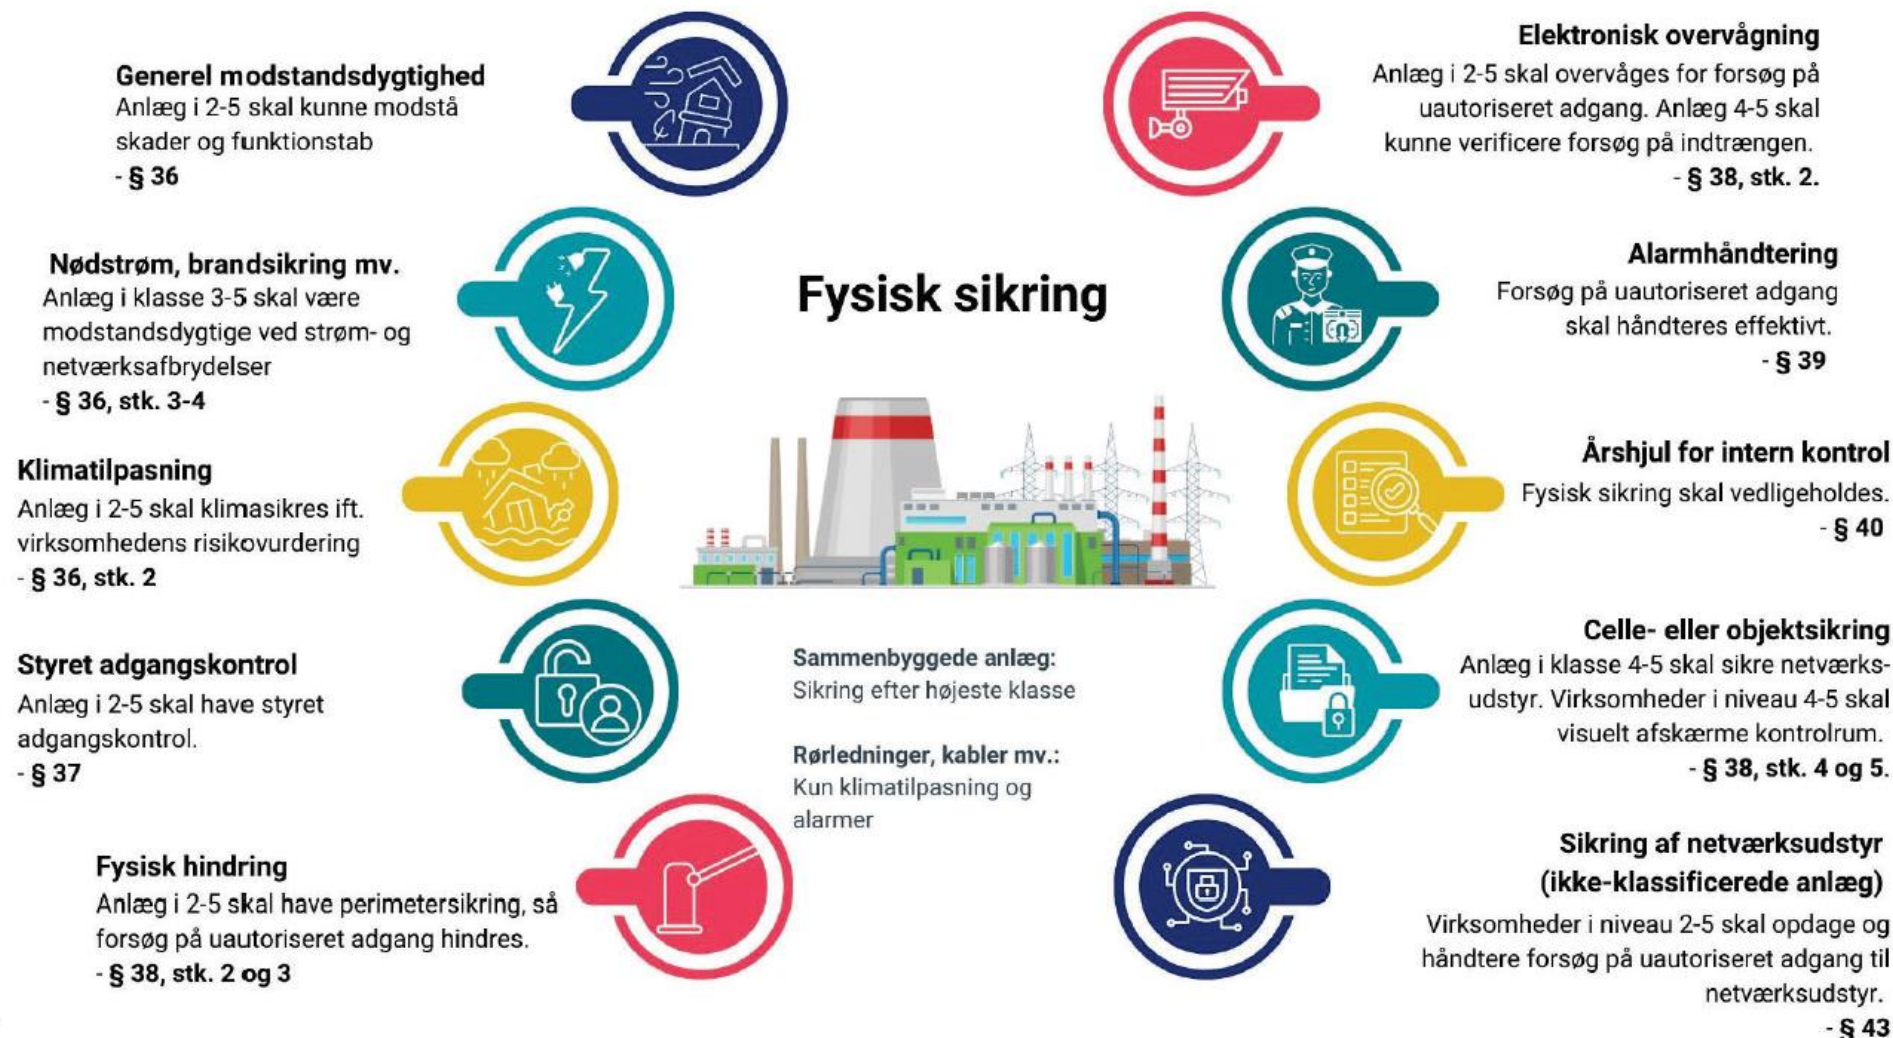 Generel modstandsdygtighed
Anlæg i 2-5 skal kunne modstå
skader og funktionstab
- § 36
Nødstrøm, brandsikring mv.
Anlæg i klasse 3-5 skal være
modstandsdygtige ved strøm- og
netværksafbrydelser
- § 36, stk. 3-4
Klimatilpasning
Anlæg i 2-5 skal klimasikres ift.
virksomhedens risikovurdering
- § 36, stk. 2
Styret adgangskontrol
Anlæg i 2-5 skal have styret
adgangskontrol.
- § 37
Fysisk hindring
Anlæg i 2-5 skal have perimetersikring, så
forsøg på uautoriseret adgang hindres.
- § 38, stk. 2 og 3
Fysisk sikring
Sammenbyggede anlæg:
Sikring efter højeste klasse
Rørledninger, kabler mv.:
Kun klimatilpasning og
alarmer
Elektronisk overvågning
Anlæg i 2-5 skal overvåges for forsøg på
uautoriseret adgang. Anlæg 4-5 skal
kunne verificere forsøg på indtrængen.
- § 38, stk. 2.
Alarmhåndtering
Forsøg på uautoriseret adgang
skal håndteres effektivt.
- § 39
Årshjul for intern kontrol
Fysisk sikring skal vedligeholdes.
- § 40
Celle- eller objektsikring
Anlæg i klasse 4-5 skal sikre netværks-
udstyr. Virksomheder i niveau 4-5 skal
visuelt afskærme kontrolrum.
- § 38, stk. 4 og 5.
Sikring af netværksudstyr
(ikke-klassificerede anlæg)
Virksomheder i niveau 2-5 skal opdage og
håndtere forsøg på uautoriseret adgang til
netværksudstyr.
- § 43